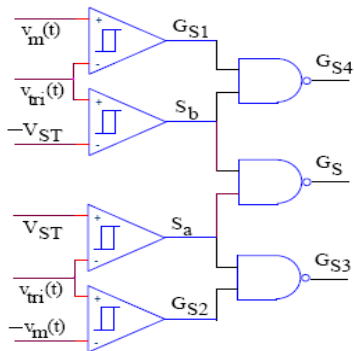 v_m(t)
G_S1
G_S4
v_tri(t)
S_b
−V_ST
G_S
V_ST
S_a
G_S3
v_tri(t)
G_S2
−v_m(t)
+
-
+
-
+
-
+
-